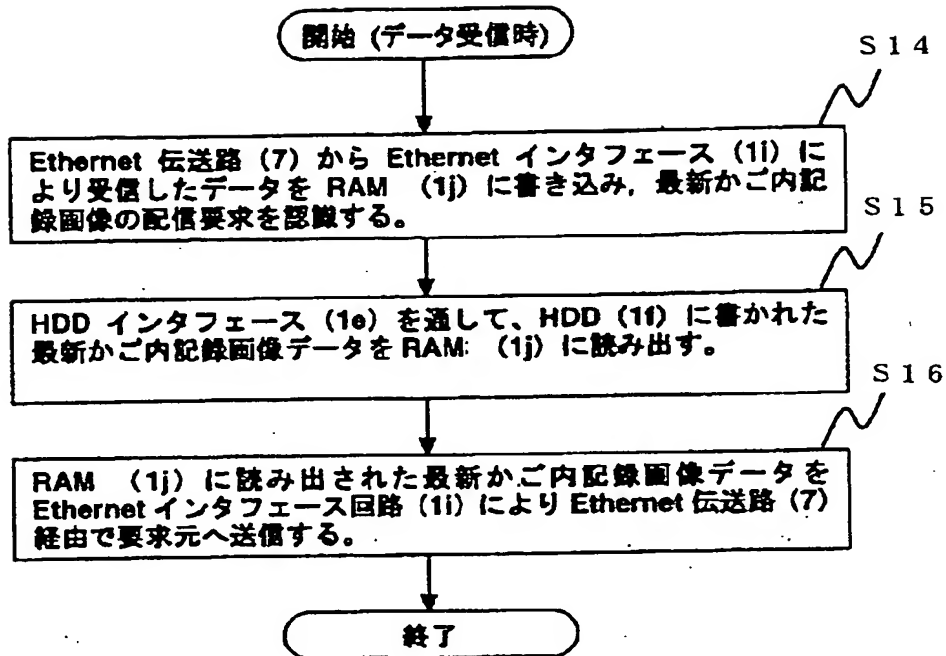 開始 (データ受信時)
S14
Ethernet 伝送路 (7) から Ethernet インタフェース (1i) に
より受信したデータを RAM (1j) に書き込み, 最新かご内記
録画像の配信要求を認識する。
S15
HDD インタフェース (1e) を通して、HDD (1f) に書かれた
最新かご内記録画像データを RAM: (1j) に読み出す。
S16
RAM (1j) に読み出された最新かご内記録画像データを
Ethernet インタフェース回路 (1i) により Ethernet 伝送路 (7)
経由で要求元へ送信する。
終了